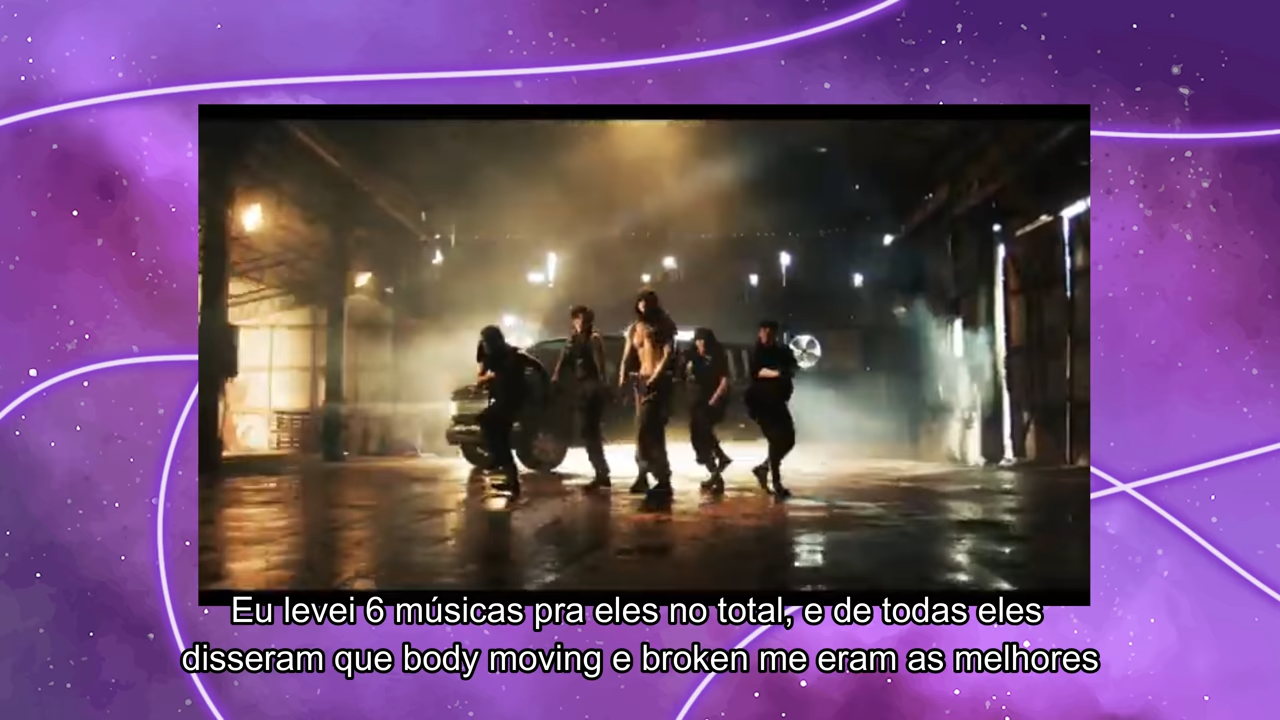 Eu levei 6 músicas pra eles no total, e de todas eles
disseram que body moving e broken me eram as melhores